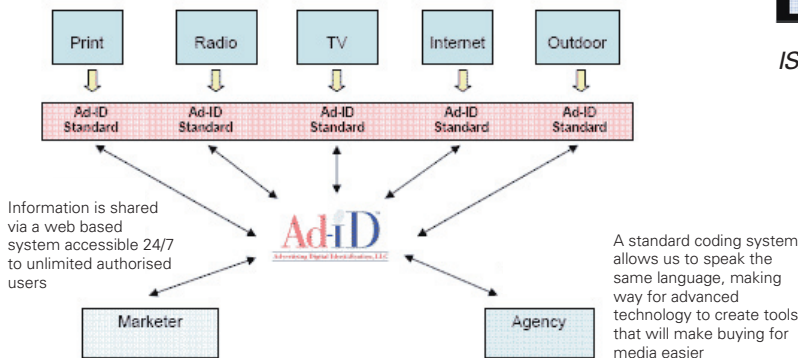 Print Radio TV Internet Outdoor
IS
Ad-ID Ad-ID Ad-ID Ad-ID Ad-ID
Standard Standard Standard Standard Standard
Information is shared
via a web based
system accessible 24/7
to unlimited authorised
users
Ad-iD
Advertising Digital Identification, LLC
A standard coding system
allows us to speak the
same language, making
way for advanced
technology to create tools
that will make buying for
media easier
Marketer Agency